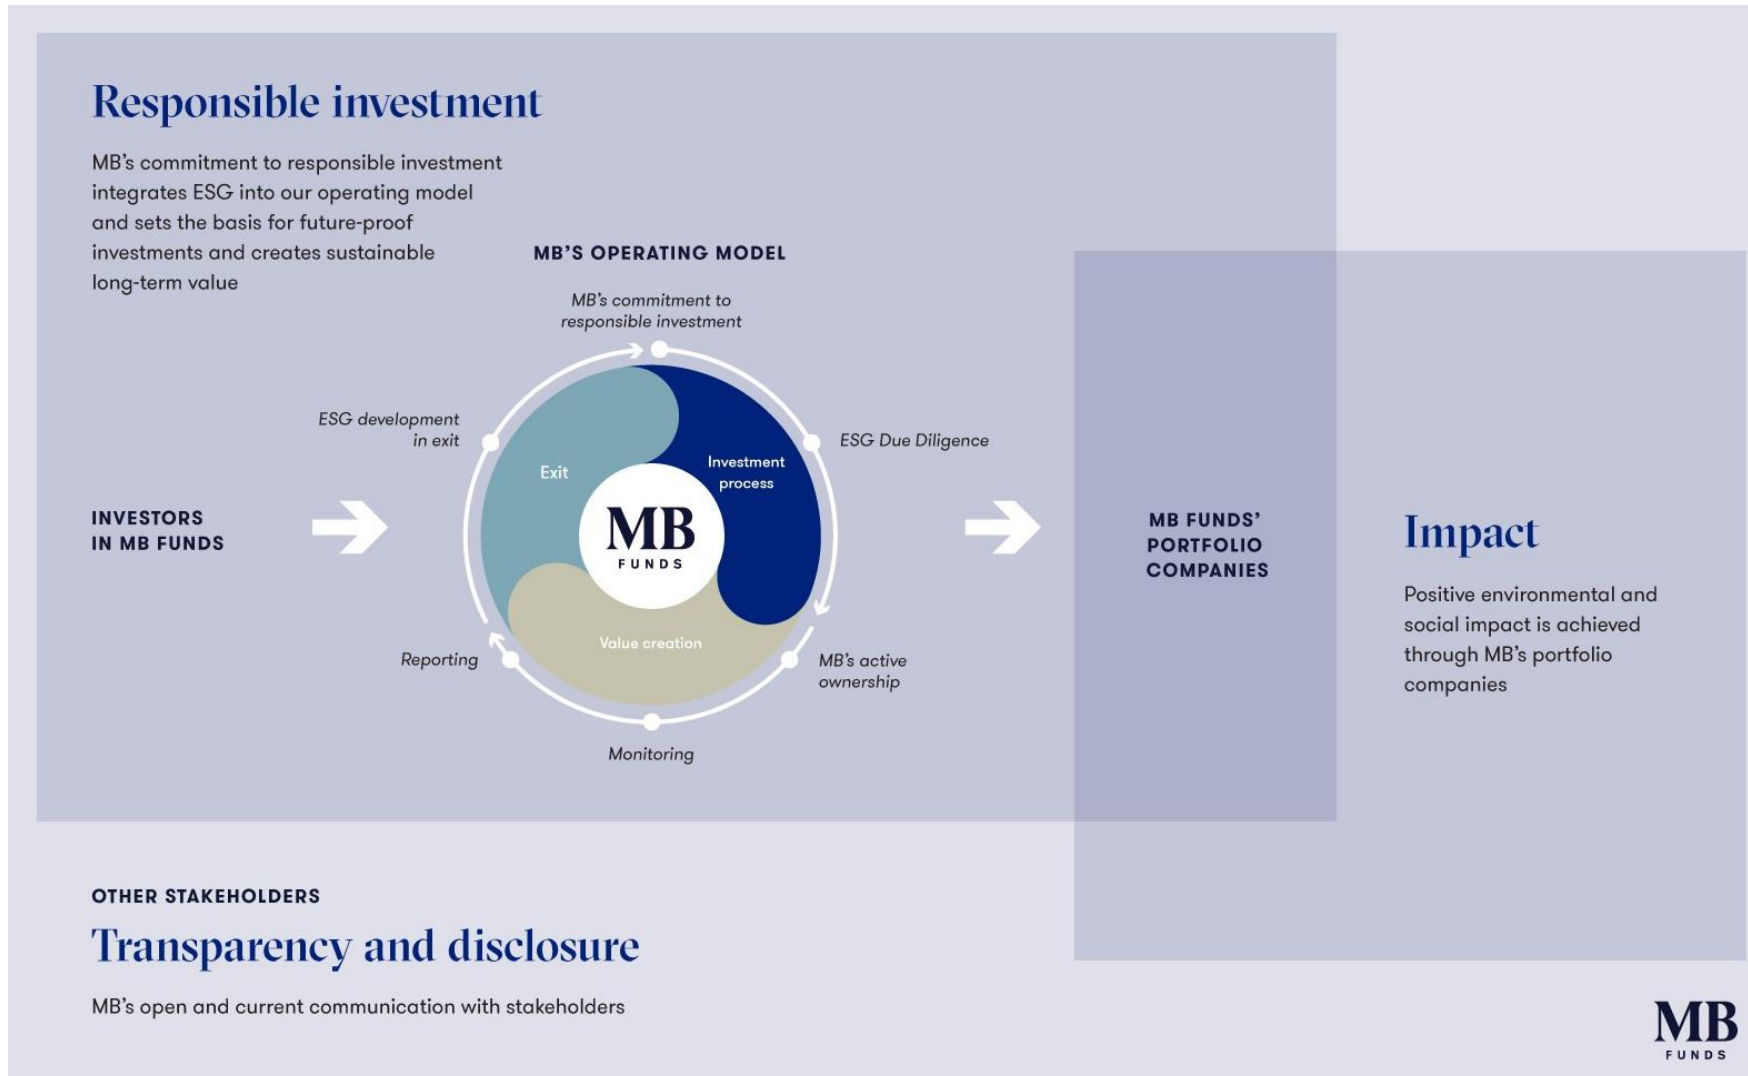 Responsible investment
MB’s commitment to responsible investment
integrates ESG into our operating model
and sets the basis for future-proof
investments and creates sustainable
long-term value
MB’S OPERATING MODEL
MB’s commitment to
responsible investment
ESG development
in exit
ESG Due Diligence
Exit
Investment
process
MB
FUNDS
Value creation
Reporting
MB’s active
ownership
Monitoring
INVESTORS
IN MB FUNDS
MB FUNDS’
PORTFOLIO
COMPANIES
Impact
Positive environmental and
social impact is achieved
through MB’s portfolio
companies
OTHER STAKEHOLDERS
Transparency and disclosure
MB’s open and current communication with stakeholders
MB
FUNDS